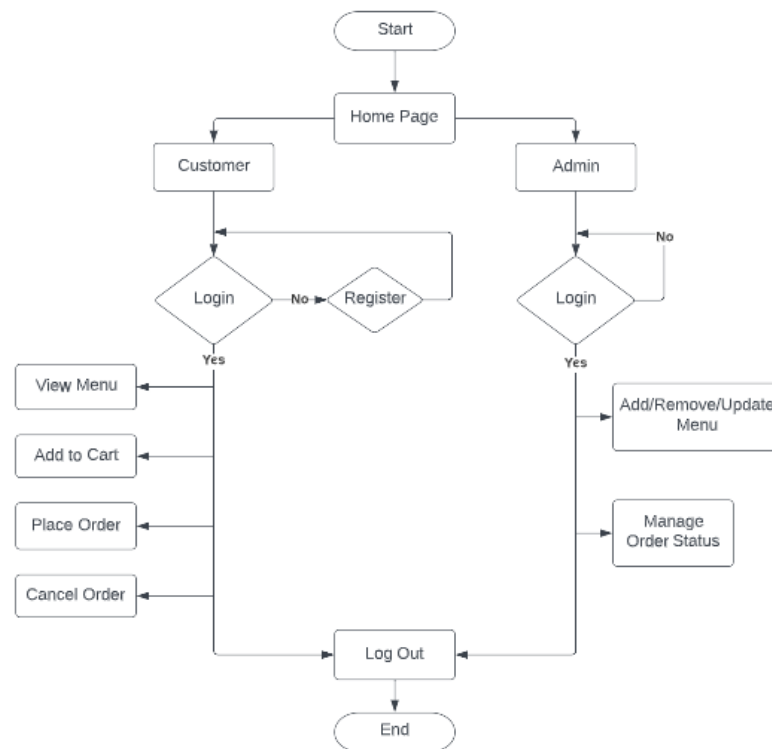 Start
Home Page
Customer
Admin
No
Login
No
Register
Login
Yes
Yes
View Menu
Add/Remove/Update
Menu
Add to Cart
Place Order
Manage
Order Status
Cancel Order
Log Out
End